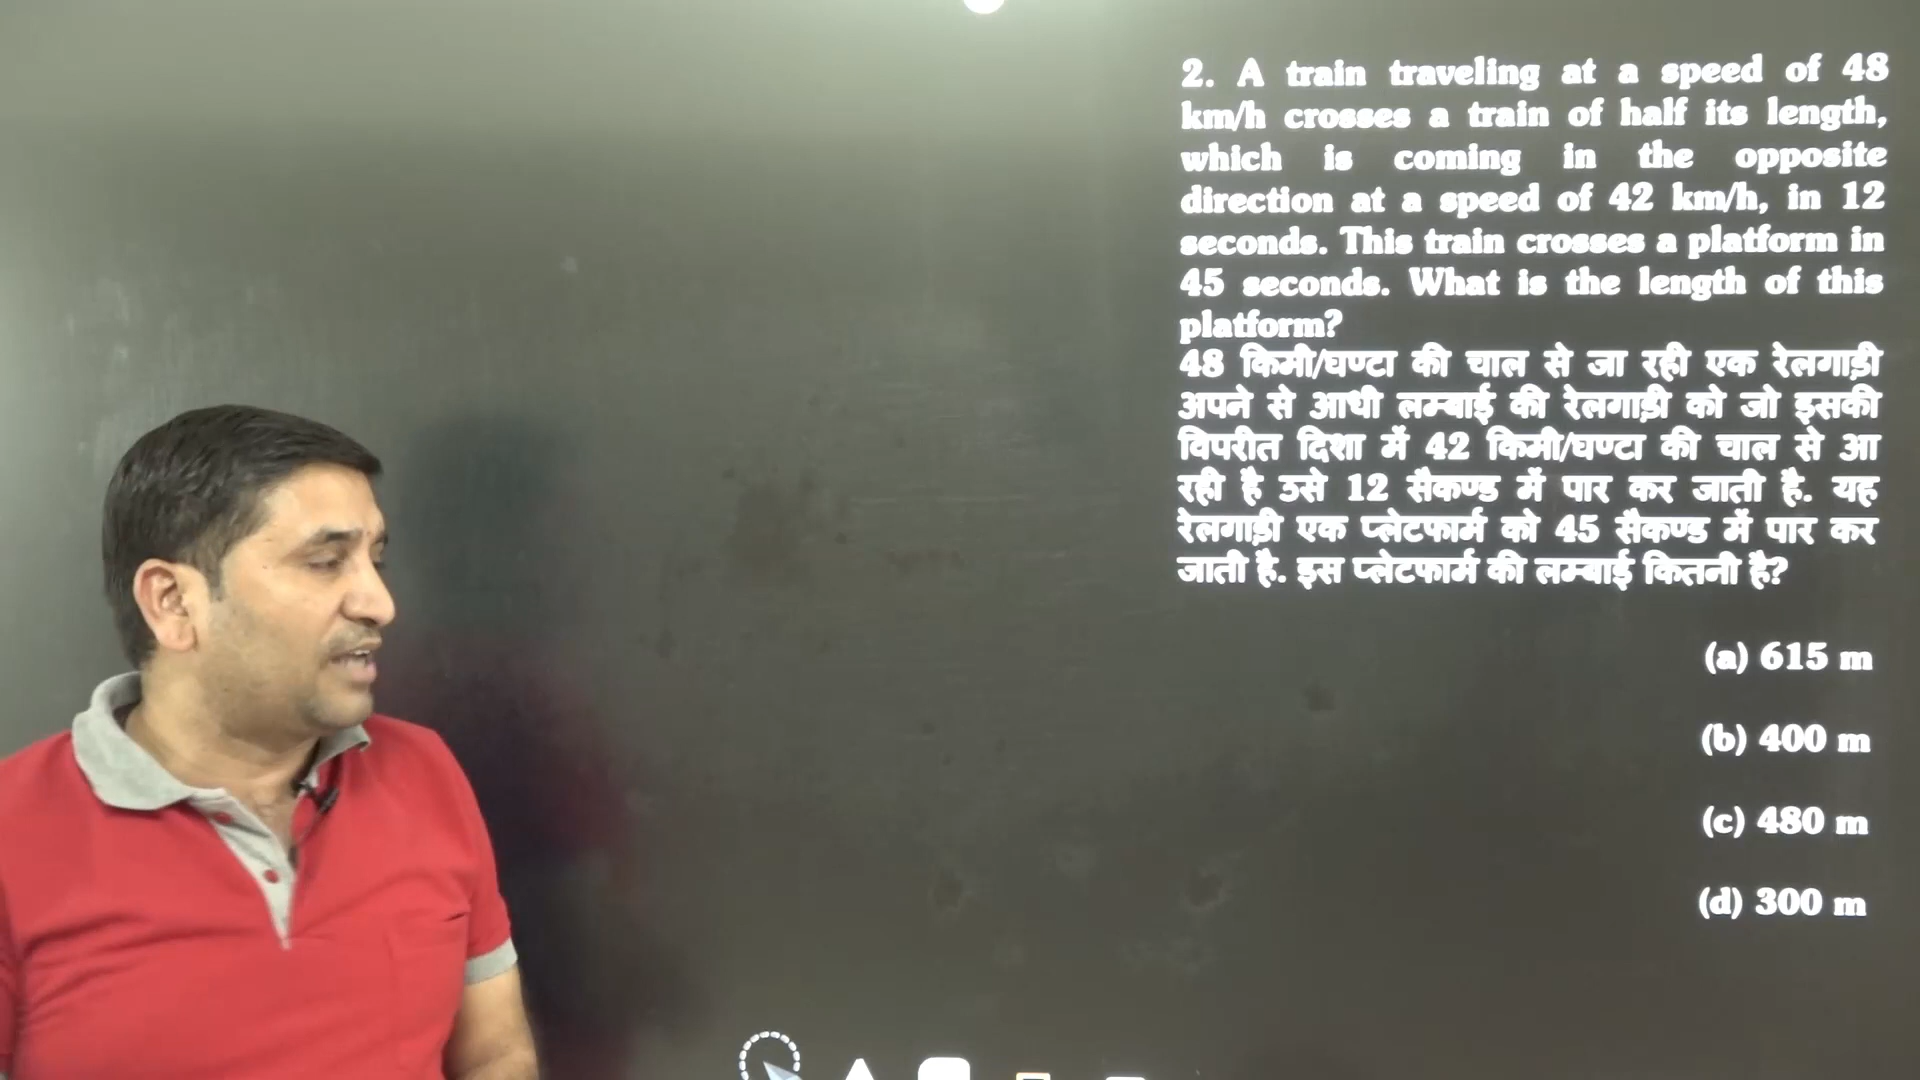 2. A train traveling at a speed of 48
km/h crosses a train of half its length,
which is coming in the opposite
direction at a speed of 42 km/h, in 12
seconds. This train crosses a platform in
45 seconds. What is the length of this
platform?
48 किमी/घण्टा की चाल से जा रही एक रेलगाड़ी
अपने से आधी लम्बाई की रेलगाड़ी को जो इसकी
विपरीत दिशा में 42 किमी/घण्टा की चाल से आ
रही है उसे 12 सैकण्ड में पार कर जाती है. यह
रेलगाड़ी एक प्लेटफार्म को 45 सैकण्ड में पार कर
जाती है. इस प्लेटफार्म की लम्बाई कितनी है?
(a) 615 m
(b) 400 m
(c) 480 m
(d) 300 m